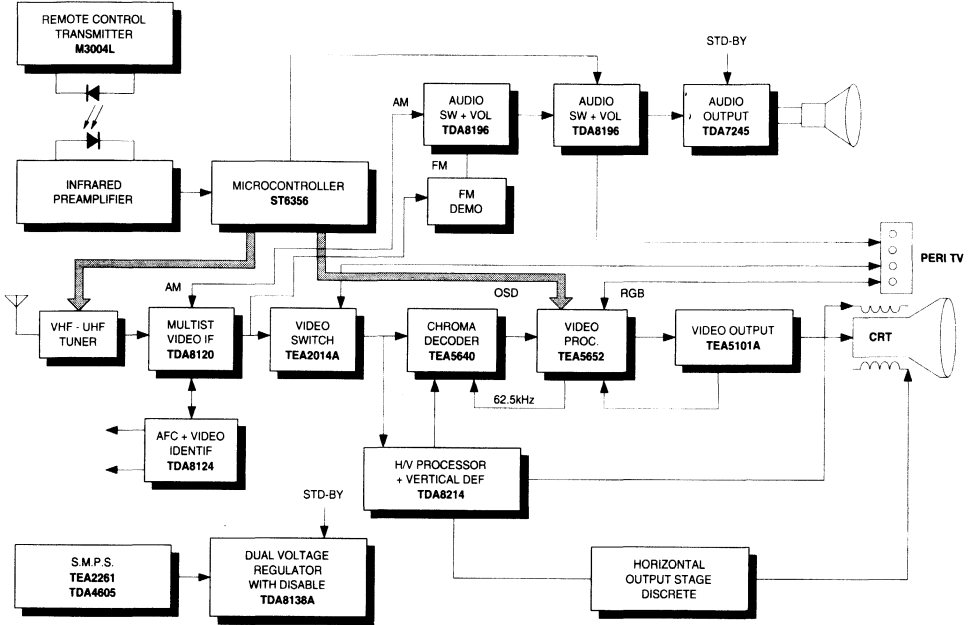 REMOTE CONTROL
TRANSMITTER
M3004L
STD-BY
AM
AUDIO
SW + VOL
TDA8196
AUDIO
SW + VOL
TDA8196
AUDIO
OUTPUT
TDA7245
INFRARED
PREAMPLIFIER
MICROCONTROLLER
ST6356
FM
FM
DEMO
PERI TV
AM
OSD
RGB
VHF - UHF
TUNER
MULTIST
VIDEO IF
TDA8120
VIDEO
SWITCH
TEA2014A
CHROMA
DECODER
TEA5640
VIDEO
PROC.
TEA5652
VIDEO OUTPUT
TEA5101A
CRT
62.5kHz
AFC + VIDEO
IDENTIF
TDA8124
H/V PROCESSOR
+ VERTICAL DEF
TDA8214
STD-BY
S.M.P.S.
TEA2261
TDA4605
DUAL VOLTAGE
REGULATOR
WITH DISABLE
TDA8138A
HORIZONTAL
OUTPUT STAGE
DISCRETE